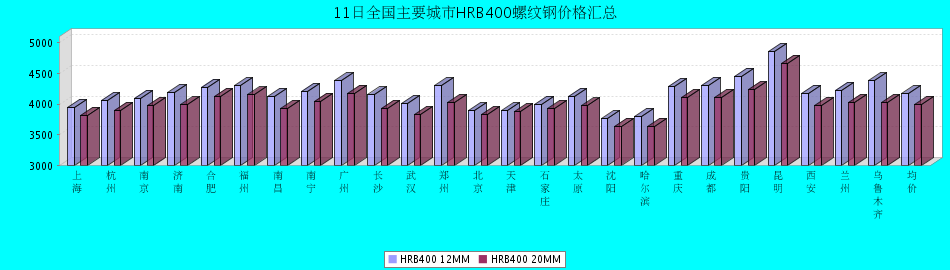 11日全国主要城市HRB400螺纹钢价格汇总
5000
4500
4000
3500
3000
上海 杭州 南京 济南 合肥 福州 南昌 南宁 广州 长沙 武汉 郑州 北京 天津 石家庄 太原 沈阳 哈尔滨 重庆 成都 贵阳 昆明 西安 兰州 乌鲁木齐 均价
HRB400 12MM HRB400 20MM